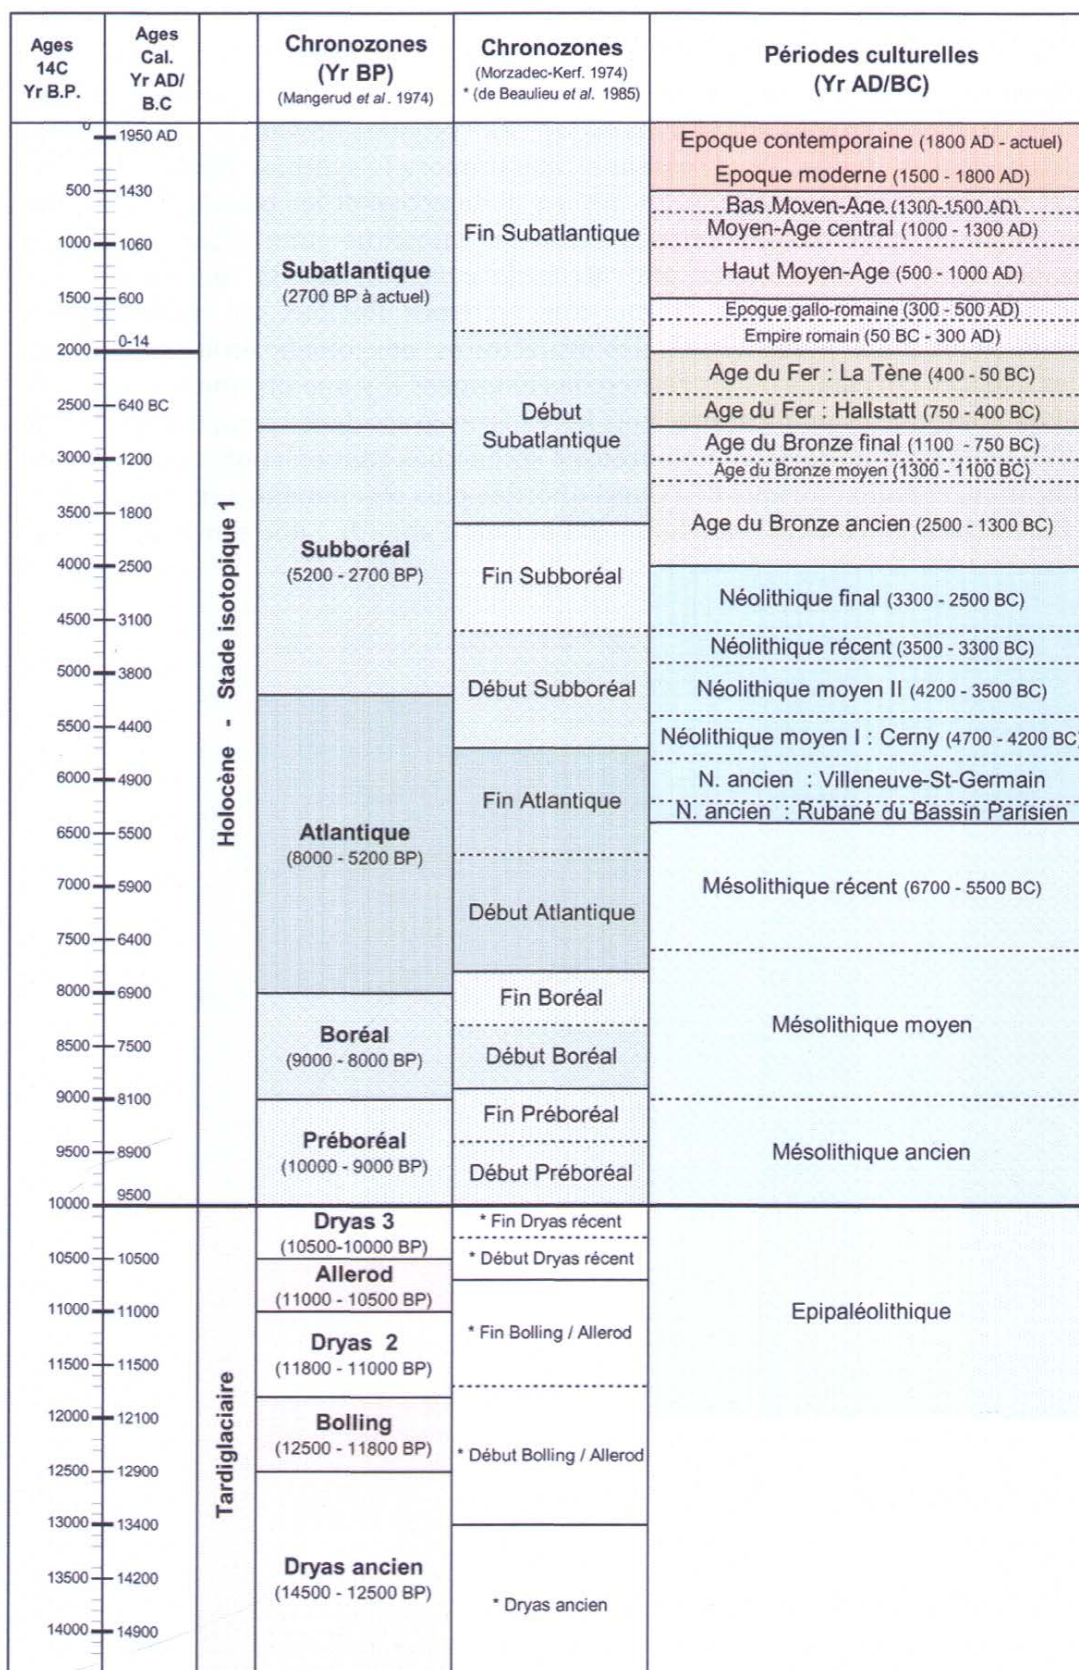 Ages
14C
Yr B.P.
Ages
Cal.
Yr AD/
B.C
Chronozones
(Yr BP)
(Mangerud et al. 1974)
Chronozones
(Morzadec-Kerf. 1974)
* (de Beaulieu et al. 1985)
Périodes culturelles
(Yr AD/BC)
0
1950 AD
500
1430
1000
1060
1500
600
2000
0-14
2500
640 BC
3000
1200
3500
1800
4000
2500
4500
3100
5000
3800
5500
4400
6000
4900
6500
5500
7000
5900
7500
6400
8000
6900
8500
7500
9000
8100
9500
8900
10000
9500
10500
10500
11000
11000
11500
11500
12000
12100
12500
12900
13000
13400
13500
14200
14000
14900
Holocène - Stade isotopique 1
Tardiglaciaire
Subatlantique
(2700 BP à actuel)
Subboréal
(5200 - 2700 BP)
Atlantique
(8000 - 5200 BP)
Boréal
(9000 - 8000 BP)
Préboréal
(10000 - 9000 BP)
Dryas 3
(10500-10000 BP)
Allerod
(11000 - 10500 BP)
Dryas 2
(11800 - 11000 BP)
Bolling
(12500 - 11800 BP)
Dryas ancien
(14500 - 12500 BP)
Fin Subatlantique
Début
Subatlantique
Fin Subboréal
Début Subboréal
Fin Atlantique
Début Atlantique
Fin Boréal
Début Boréal
Fin Préboréal
Début Préboréal
* Fin Dryas récent
* Début Dryas récent
* Fin Bolling / Allerod
* Début Bolling / Allerod
* Dryas ancien
Epoque contemporaine (1800 AD - actuel)
Epoque moderne (1500 - 1800 AD)
Bas Moyen-Age (1300-1500 AD)
Moyen-Age central (1000 - 1300 AD)
Haut Moyen-Age (500 - 1000 AD)
Epoque gallo-romaine (300 - 500 AD)
Empire romain (50 BC - 300 AD)
Age du Fer : La Tène (400 - 50 BC)
Age du Fer : Hallstatt (750 - 400 BC)
Age du Bronze final (1100 - 750 BC)
Age du Bronze moyen (1300 - 1100 BC)
Age du Bronze ancien (2500 - 1300 BC)
Néolithique final (3300 - 2500 BC)
Néolithique récent (3500 - 3300 BC)
Néolithique moyen II (4200 - 3500 BC)
Néolithique moyen I : Cerny (4700 - 4200 BC)
N. ancien : Villeneuve-St-Germain
N. ancien : Rubané du Bassin Parisien
Mésolithique récent (6700 - 5500 BC)
Mésolithique moyen
Mésolithique ancien
Epipaléolithique